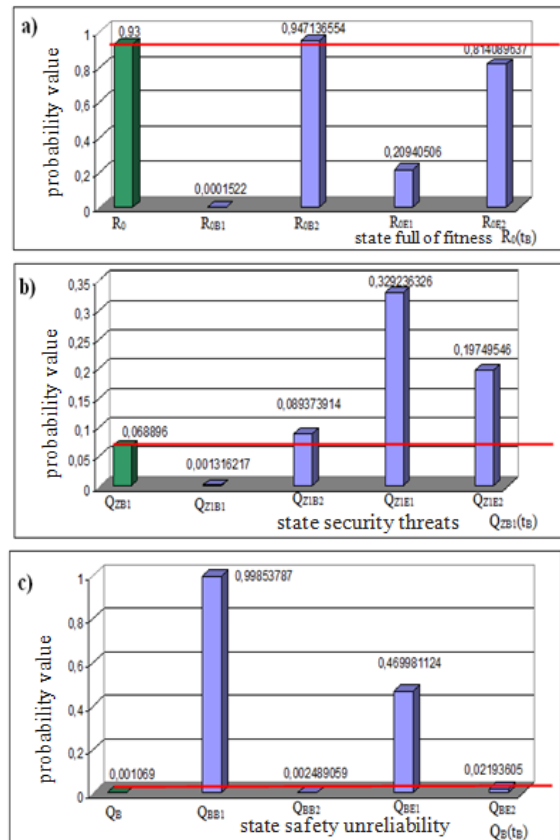 a)
probability value
0,93
0,947136554
0,814089637
0,20940506
0,0001522
1
0,8
0,6
0,4
0,2
0
R0 R0B1 R0B2 R0E1 R0E2
state full of fitness R0(tB)
b)
probability value
0,35
0,3
0,25
0,2
0,15
0,1
0,05
0
0,329236326
0,19749546
0,089373914
0,068896
0,001316217
QZB1 QZ1B1 QZ1B2 QZ1E1 QZ1E2
state security threats QZB1(tB)
c)
probability value
1
0,8
0,6
0,4
0,2
0
0,99853787
0,469981124
0,001069
0,002489059
0,02193605
QB QBB1 QBB2 QBE1 QBE2
state safety unreliability QB(tB)